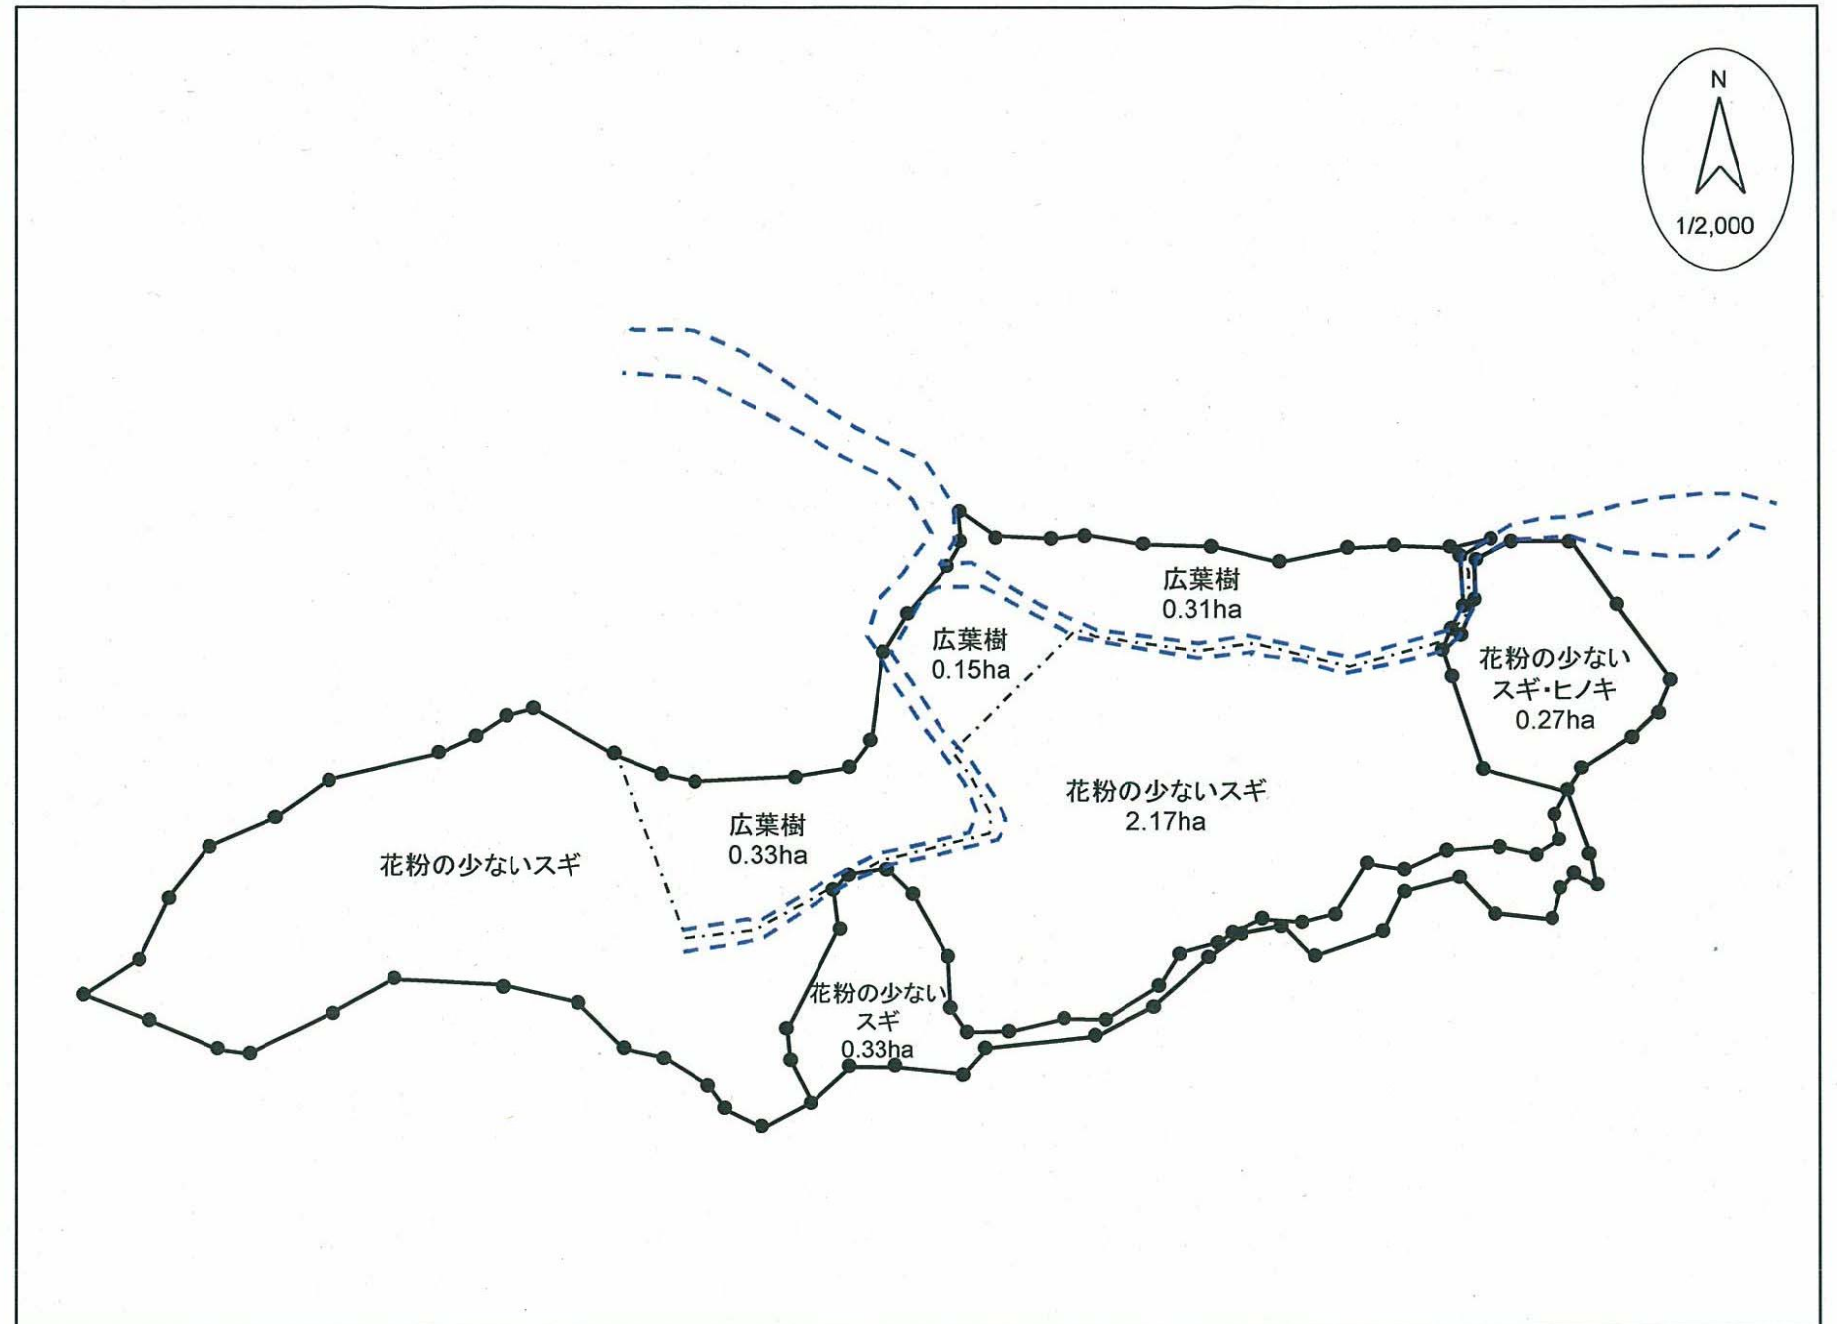 N
1/2,000
広葉樹
0.31ha
広葉樹
0.15ha
花粉の少ない
スギ・ヒノキ
0.27ha
花粉の少ないスギ
2.17ha
広葉樹
0.33ha
花粉の少ないスギ
花粉の少ない
スギ
0.33ha